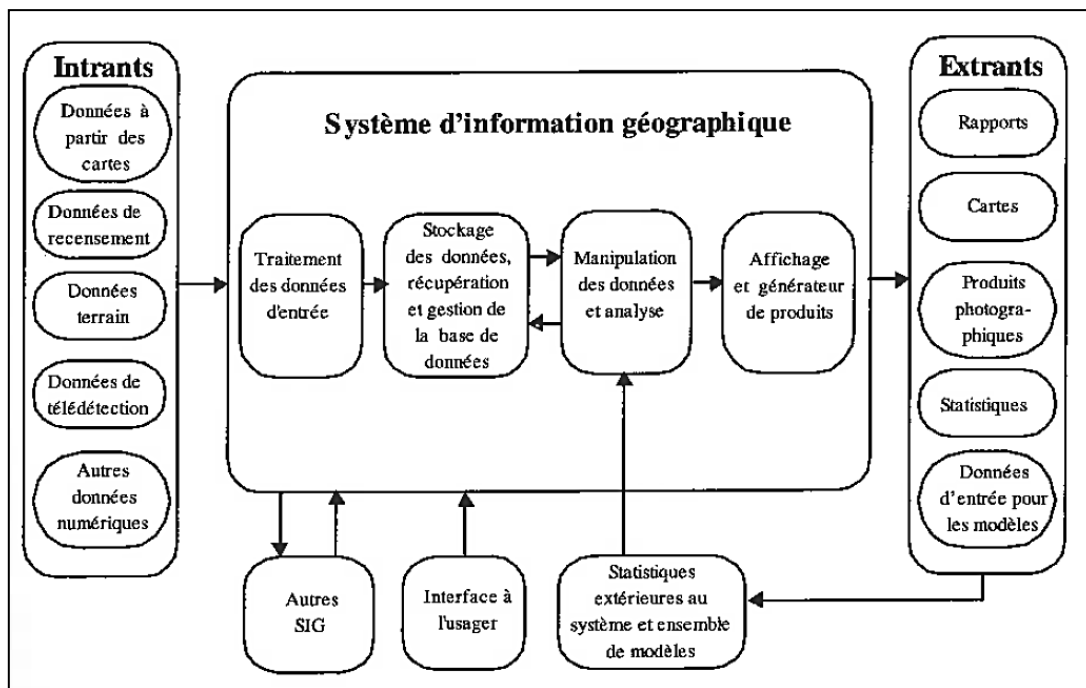 Intrants
Données à
partir des
cartes
Données de
recensement
Données
terrain
Données de
télédétection
Autres
données
numériques
Système d'information géographique
Traitement
des données
d'entrée
Stockage
des données,
récupération
et gestion de
la base de
données
Manipulation
des données
et analyse
Affichage
et générateur
de produits
Autres
SIG
Interface à
l'usager
Statistiques
extérieures au
système et ensemble
de modèles
Extrants
Rapports
Cartes
Produits
photogra-
phiques
Statistiques
Données
d'entrée pour
les modèles